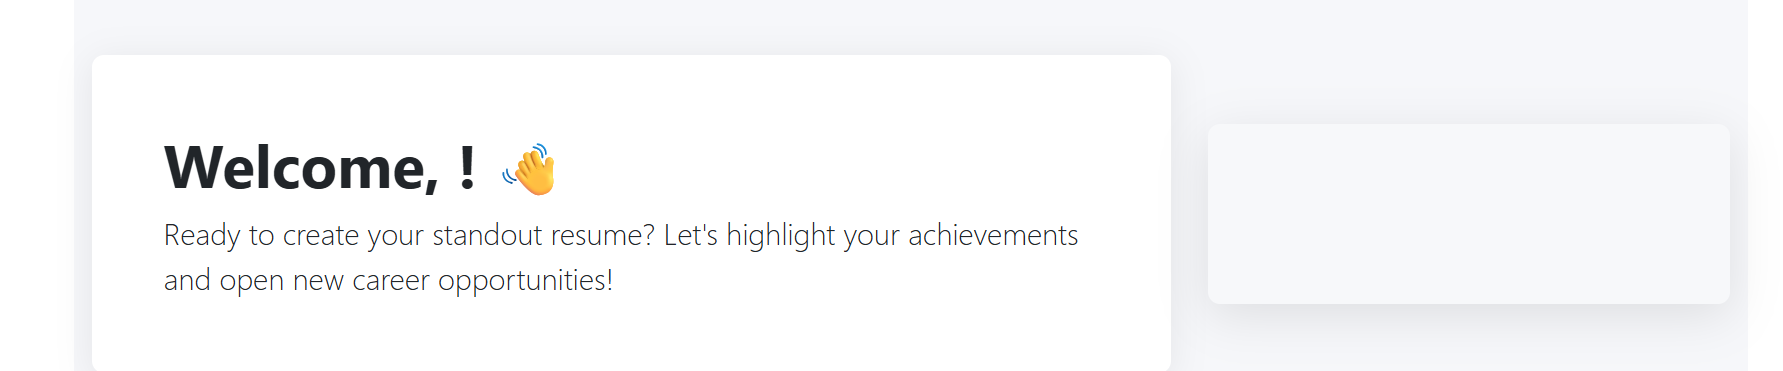 Welcome, ! 👋
Ready to create your standout resume? Let's highlight your achievements
and open new career opportunities!